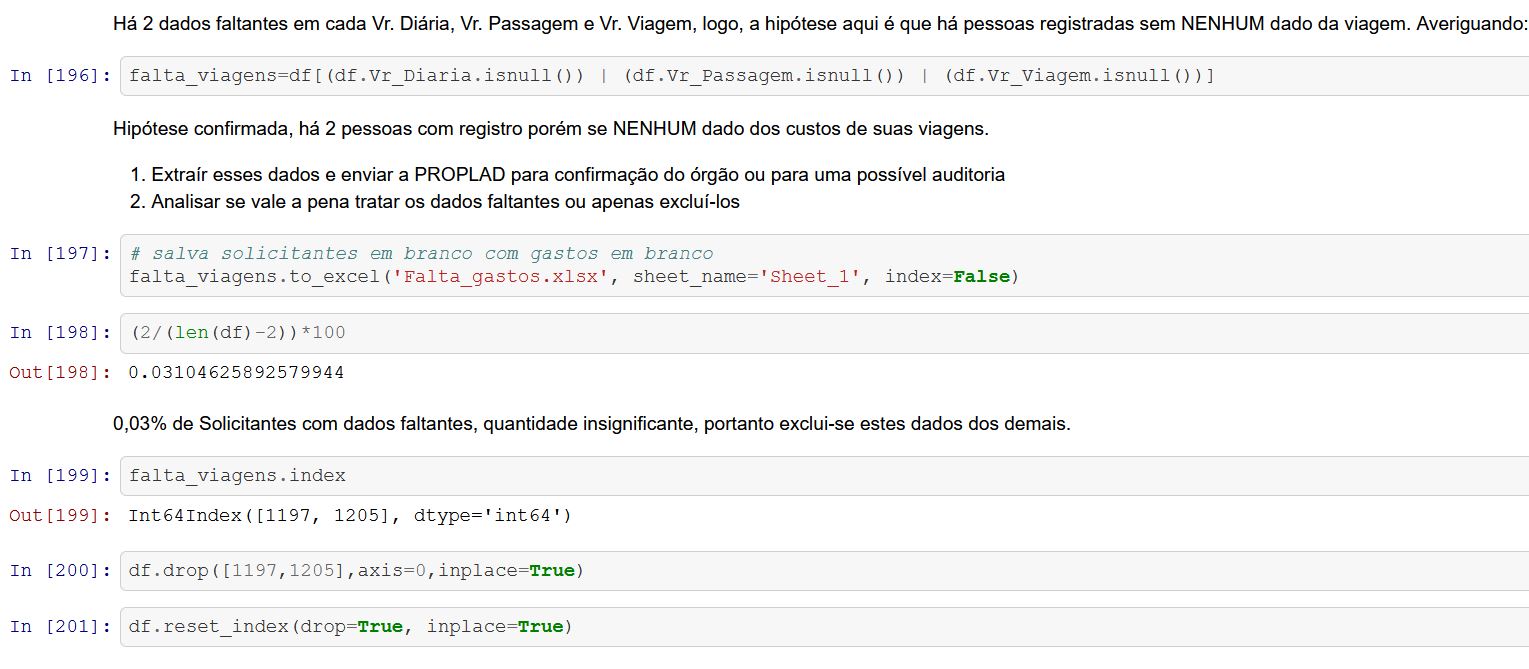 Há 2 dados faltantes em cada Vr. Diária, Vr. Passagem e Vr. Viagem, logo, a hipótese aqui é que há pessoas registradas sem NENHUM dado da viagem. Averiguando:
In [196]: falta_viagens=df[(df.Vr_Diaria.isnull()) | (df.Vr_Passagem.isnull()) | (df.Vr_Viagem.isnull())]
Hipótese confirmada, há 2 pessoas com registro porém se NENHUM dado dos custos de suas viagens.
1. Extraír esses dados e enviar a PROPLAD para confirmação do órgão ou para uma possível auditoria
2. Analisar se vale a pena tratar os dados faltantes ou apenas excluí-los
In [197]: # salva solicitantes em branco com gastos em branco
falta_viagens.to_excel('Falta_gastos.xlsx', sheet_name='Sheet_1', index=False)
In [198]: (2/(len(df)-2))*100
Out[198]: 0.03104625892579944
0,03% de Solicitantes com dados faltantes, quantidade insignificante, portanto exclui-se estes dados dos demais.
In [199]: falta_viagens.index
Out[199]: Int64Index([1197, 1205], dtype='int64')
In [200]: df.drop([1197,1205],axis=0,inplace=True)
In [201]: df.reset_index(drop=True, inplace=True)